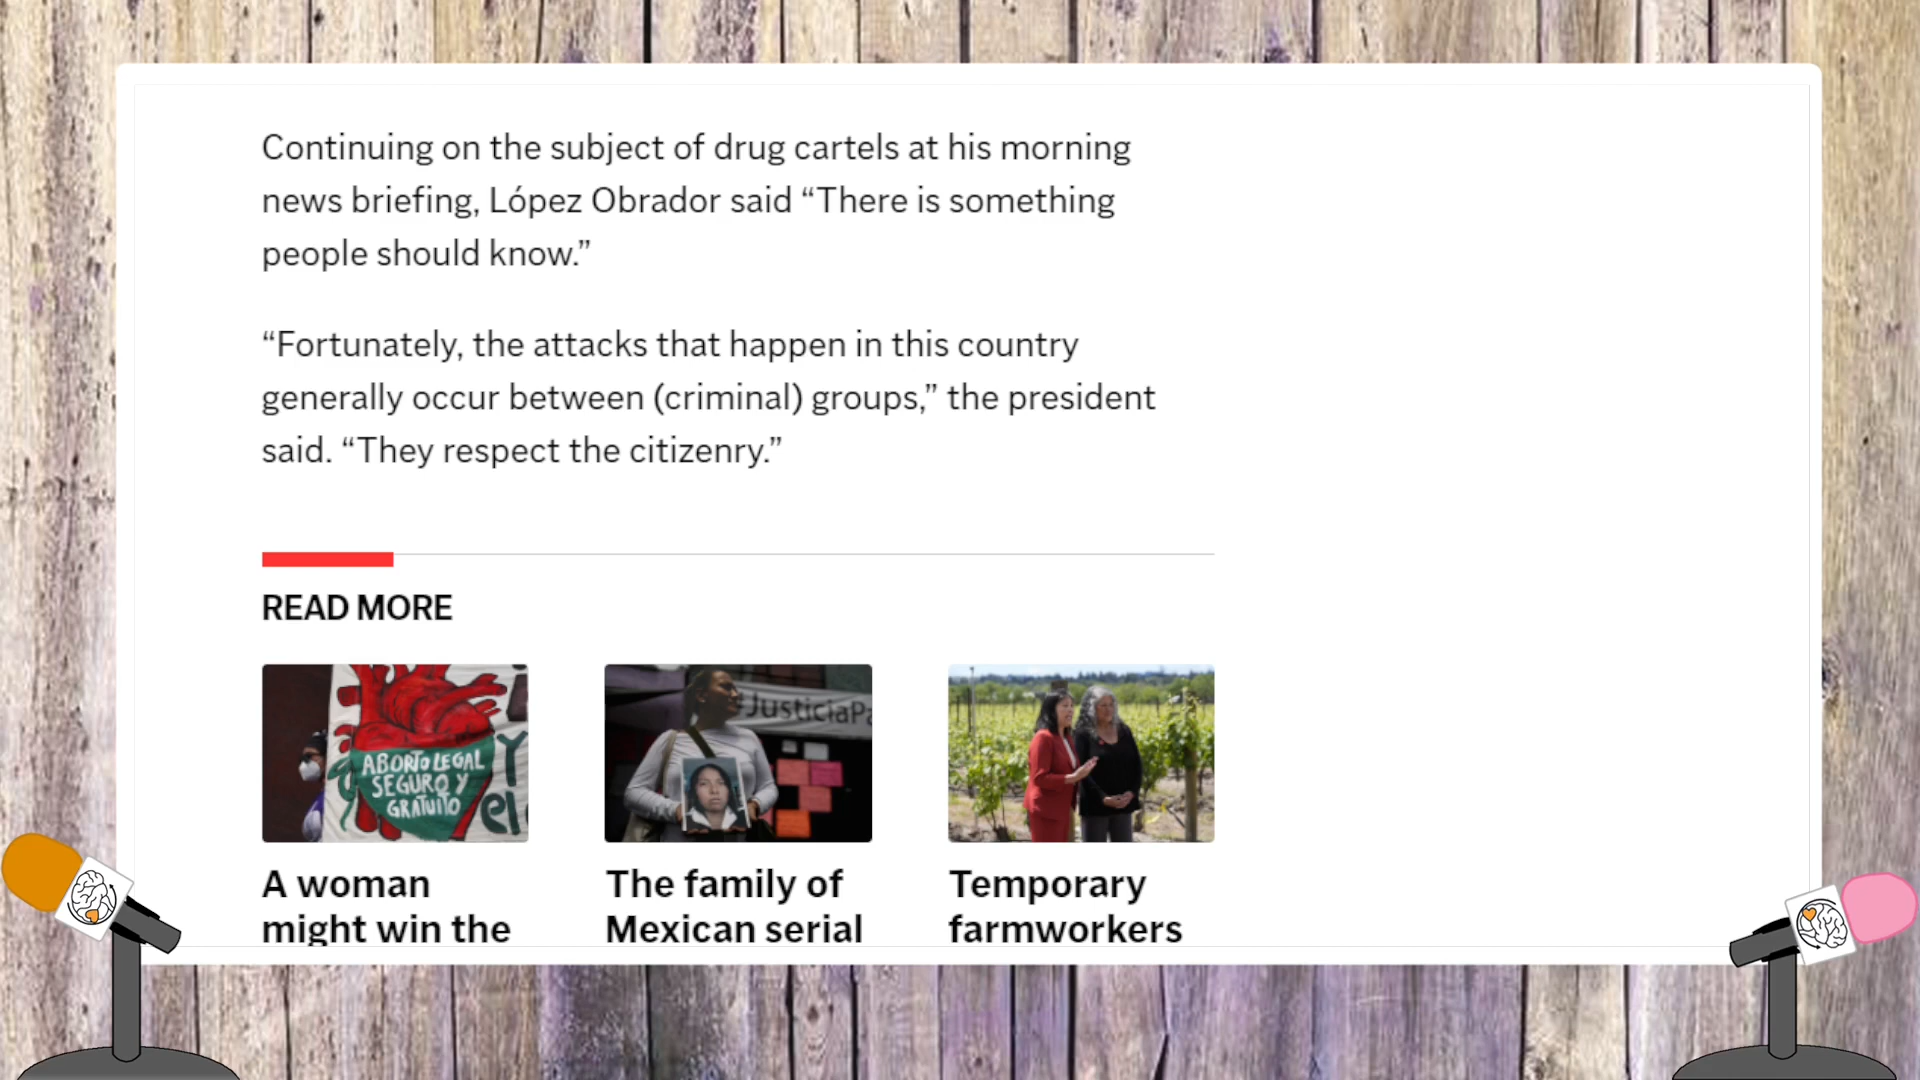 Continuing on the subject of drug cartels at his morning
news briefing, López Obrador said “There is something
people should know.”
“Fortunately, the attacks that happen in this country
generally occur between (criminal) groups,” the president
said. “They respect the citizenry.”
READ MORE
ABORTO LEGAL
SEGURO Y
GRATUITO
#JusticiaPa
A woman
might win the
The family of
Mexican serial
Temporary
farmworkers